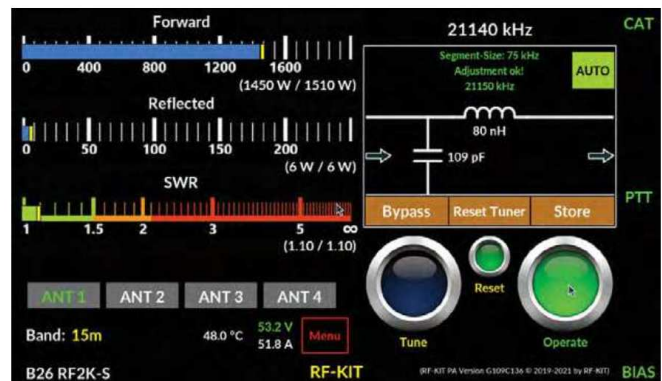 Forward
0 400 800 1200 1600
(1450 W / 1510 W)
Reflected
0 50 100 150 200
(6 W / 6 W)
SWR
1 1.5 2 3 5 ∞
(1.10 / 1.10)
ANT 1 ANT 2 ANT 3 ANT 4
Band: 15m
48.0 °C
53.2 V
51.8 A
Menu
B26 RF2K-S
RF-KIT
21140 kHz
CAT
Segment-Size: 75 kHz
Adjustment ok!
21150 kHz
AUTO
80 nH
109 pF
Bypass Reset Tuner Store
PTT
Tune
Reset
Operate
(RF-KIT PA Version G109C136 © 2019-2021 by RF-KIT)
BIAS